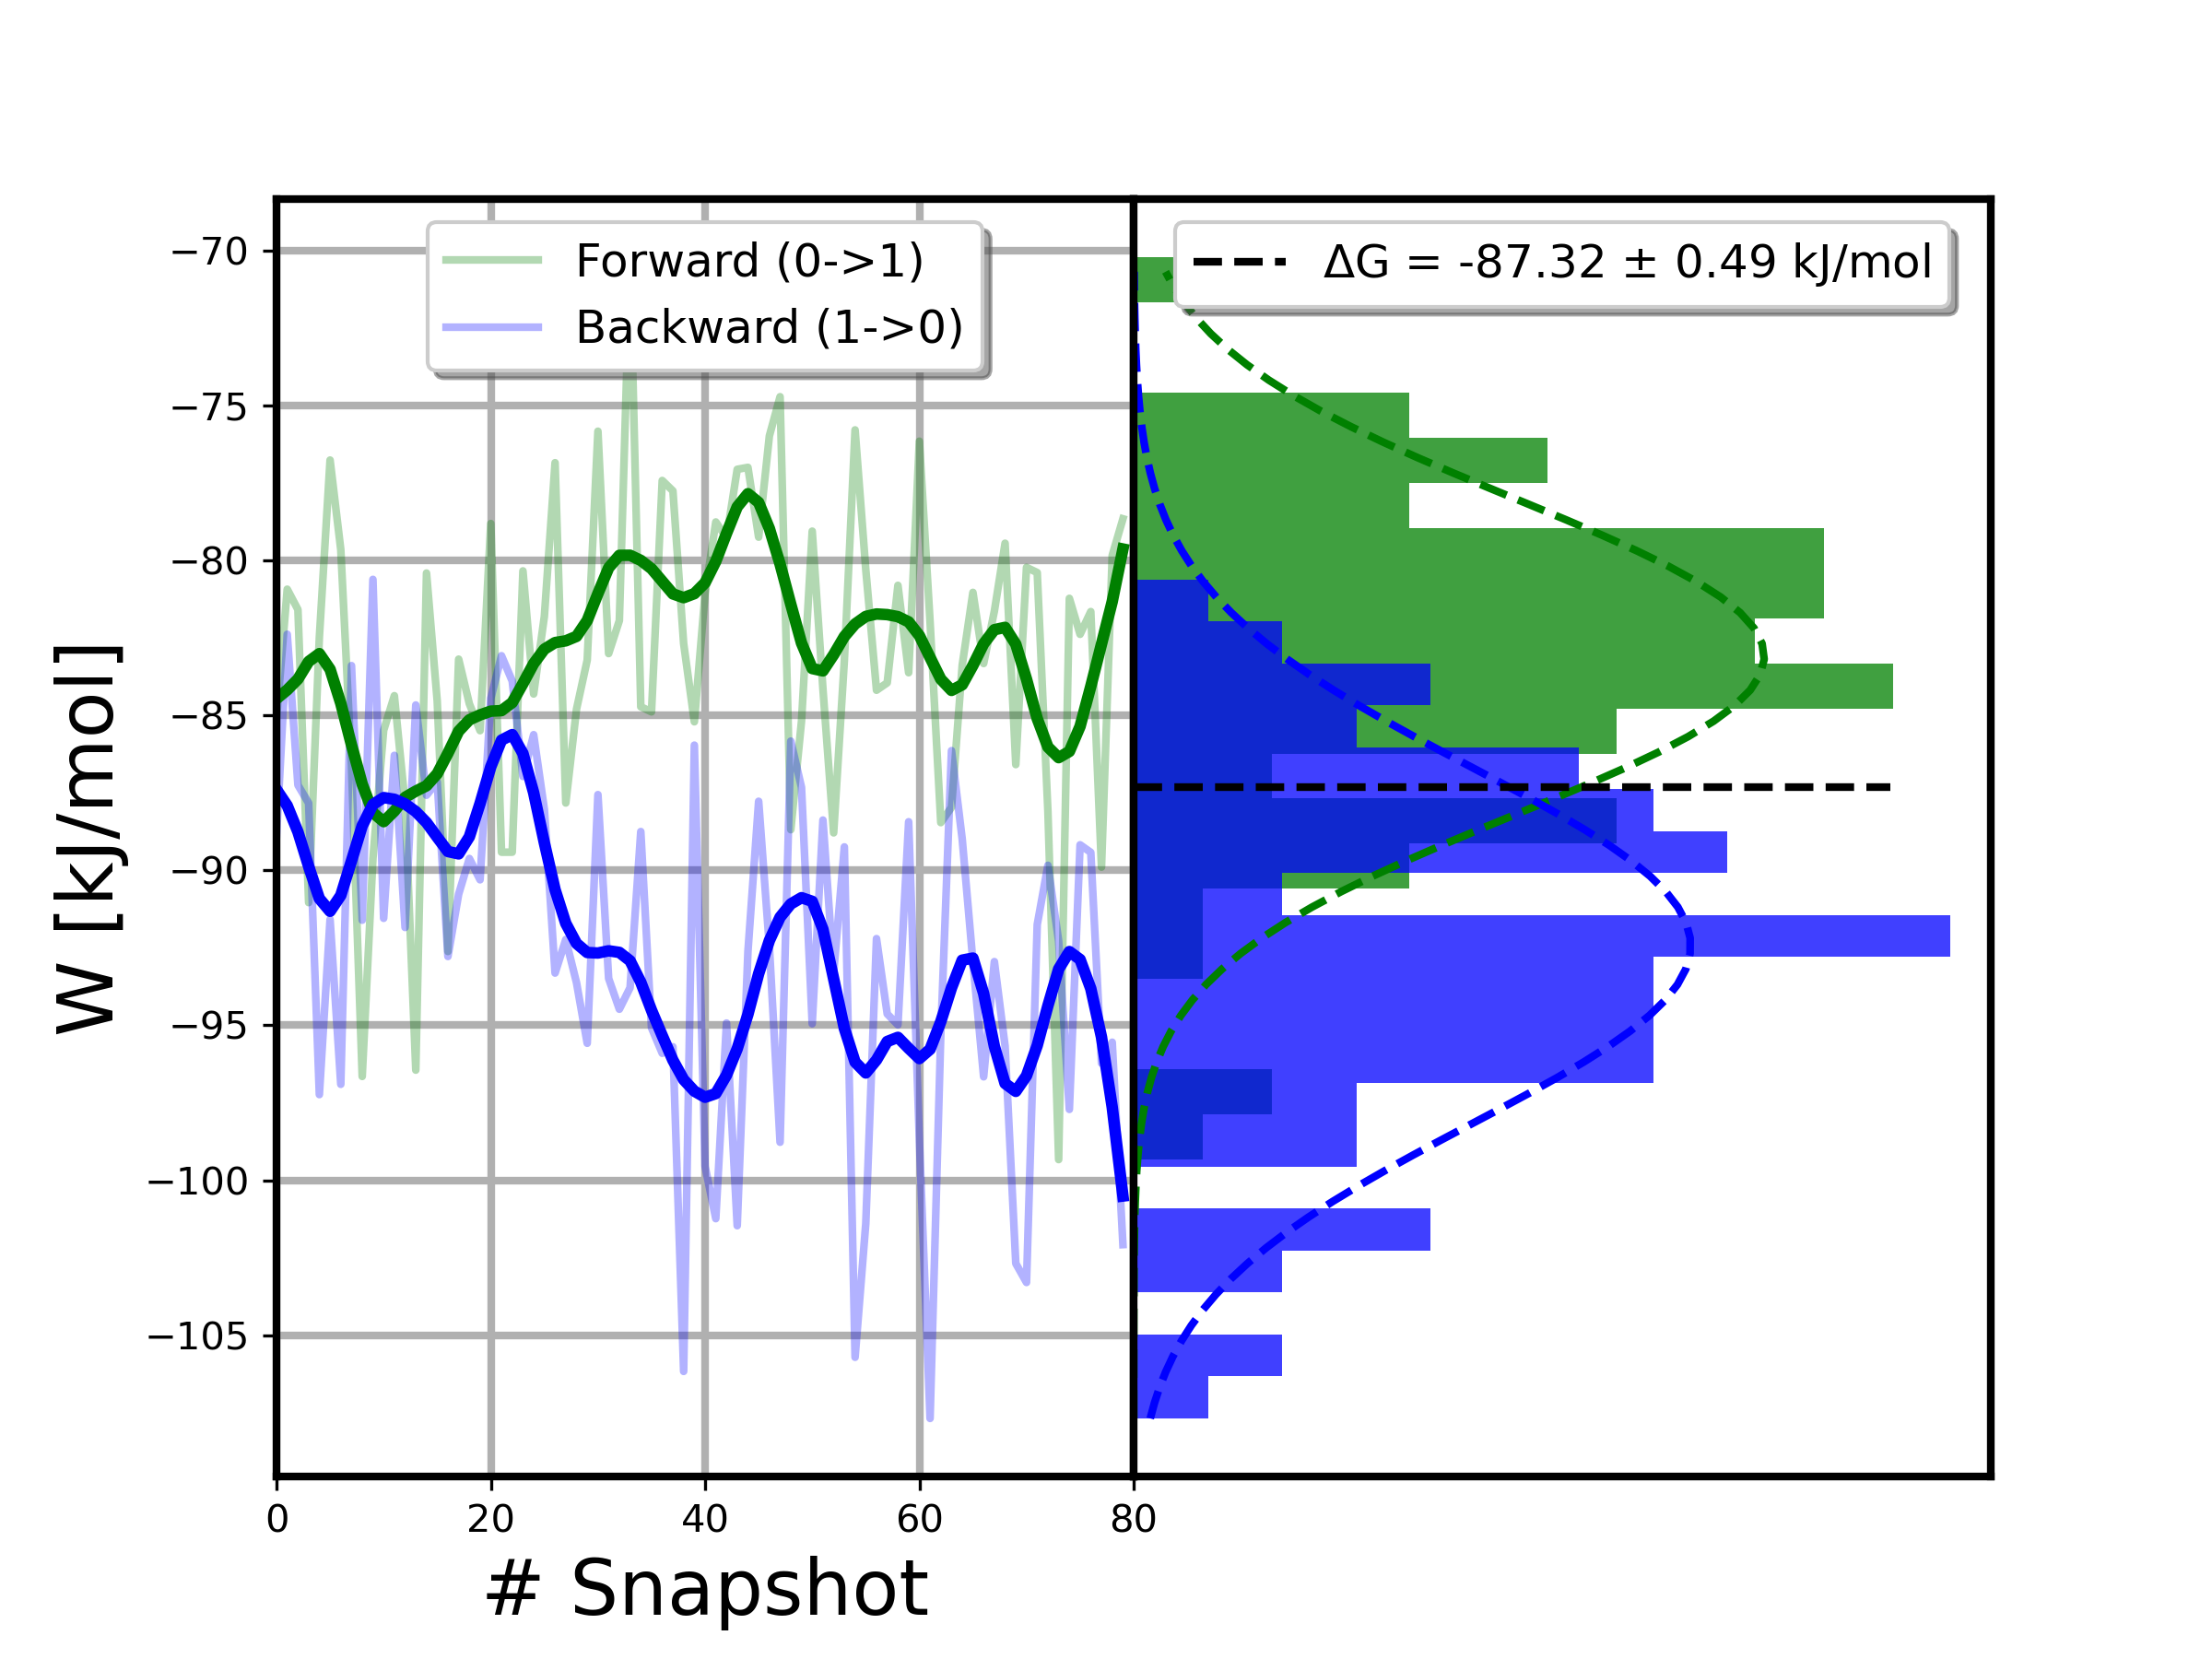 Forward (0->1)
Backward (1->0)
ΔG = -87.32 ± 0.49 kJ/mol
−70
−75
−80
−85
−90
−95
−100
−105
W [kJ/mol]
0 20 40 60 80
# Snapshot